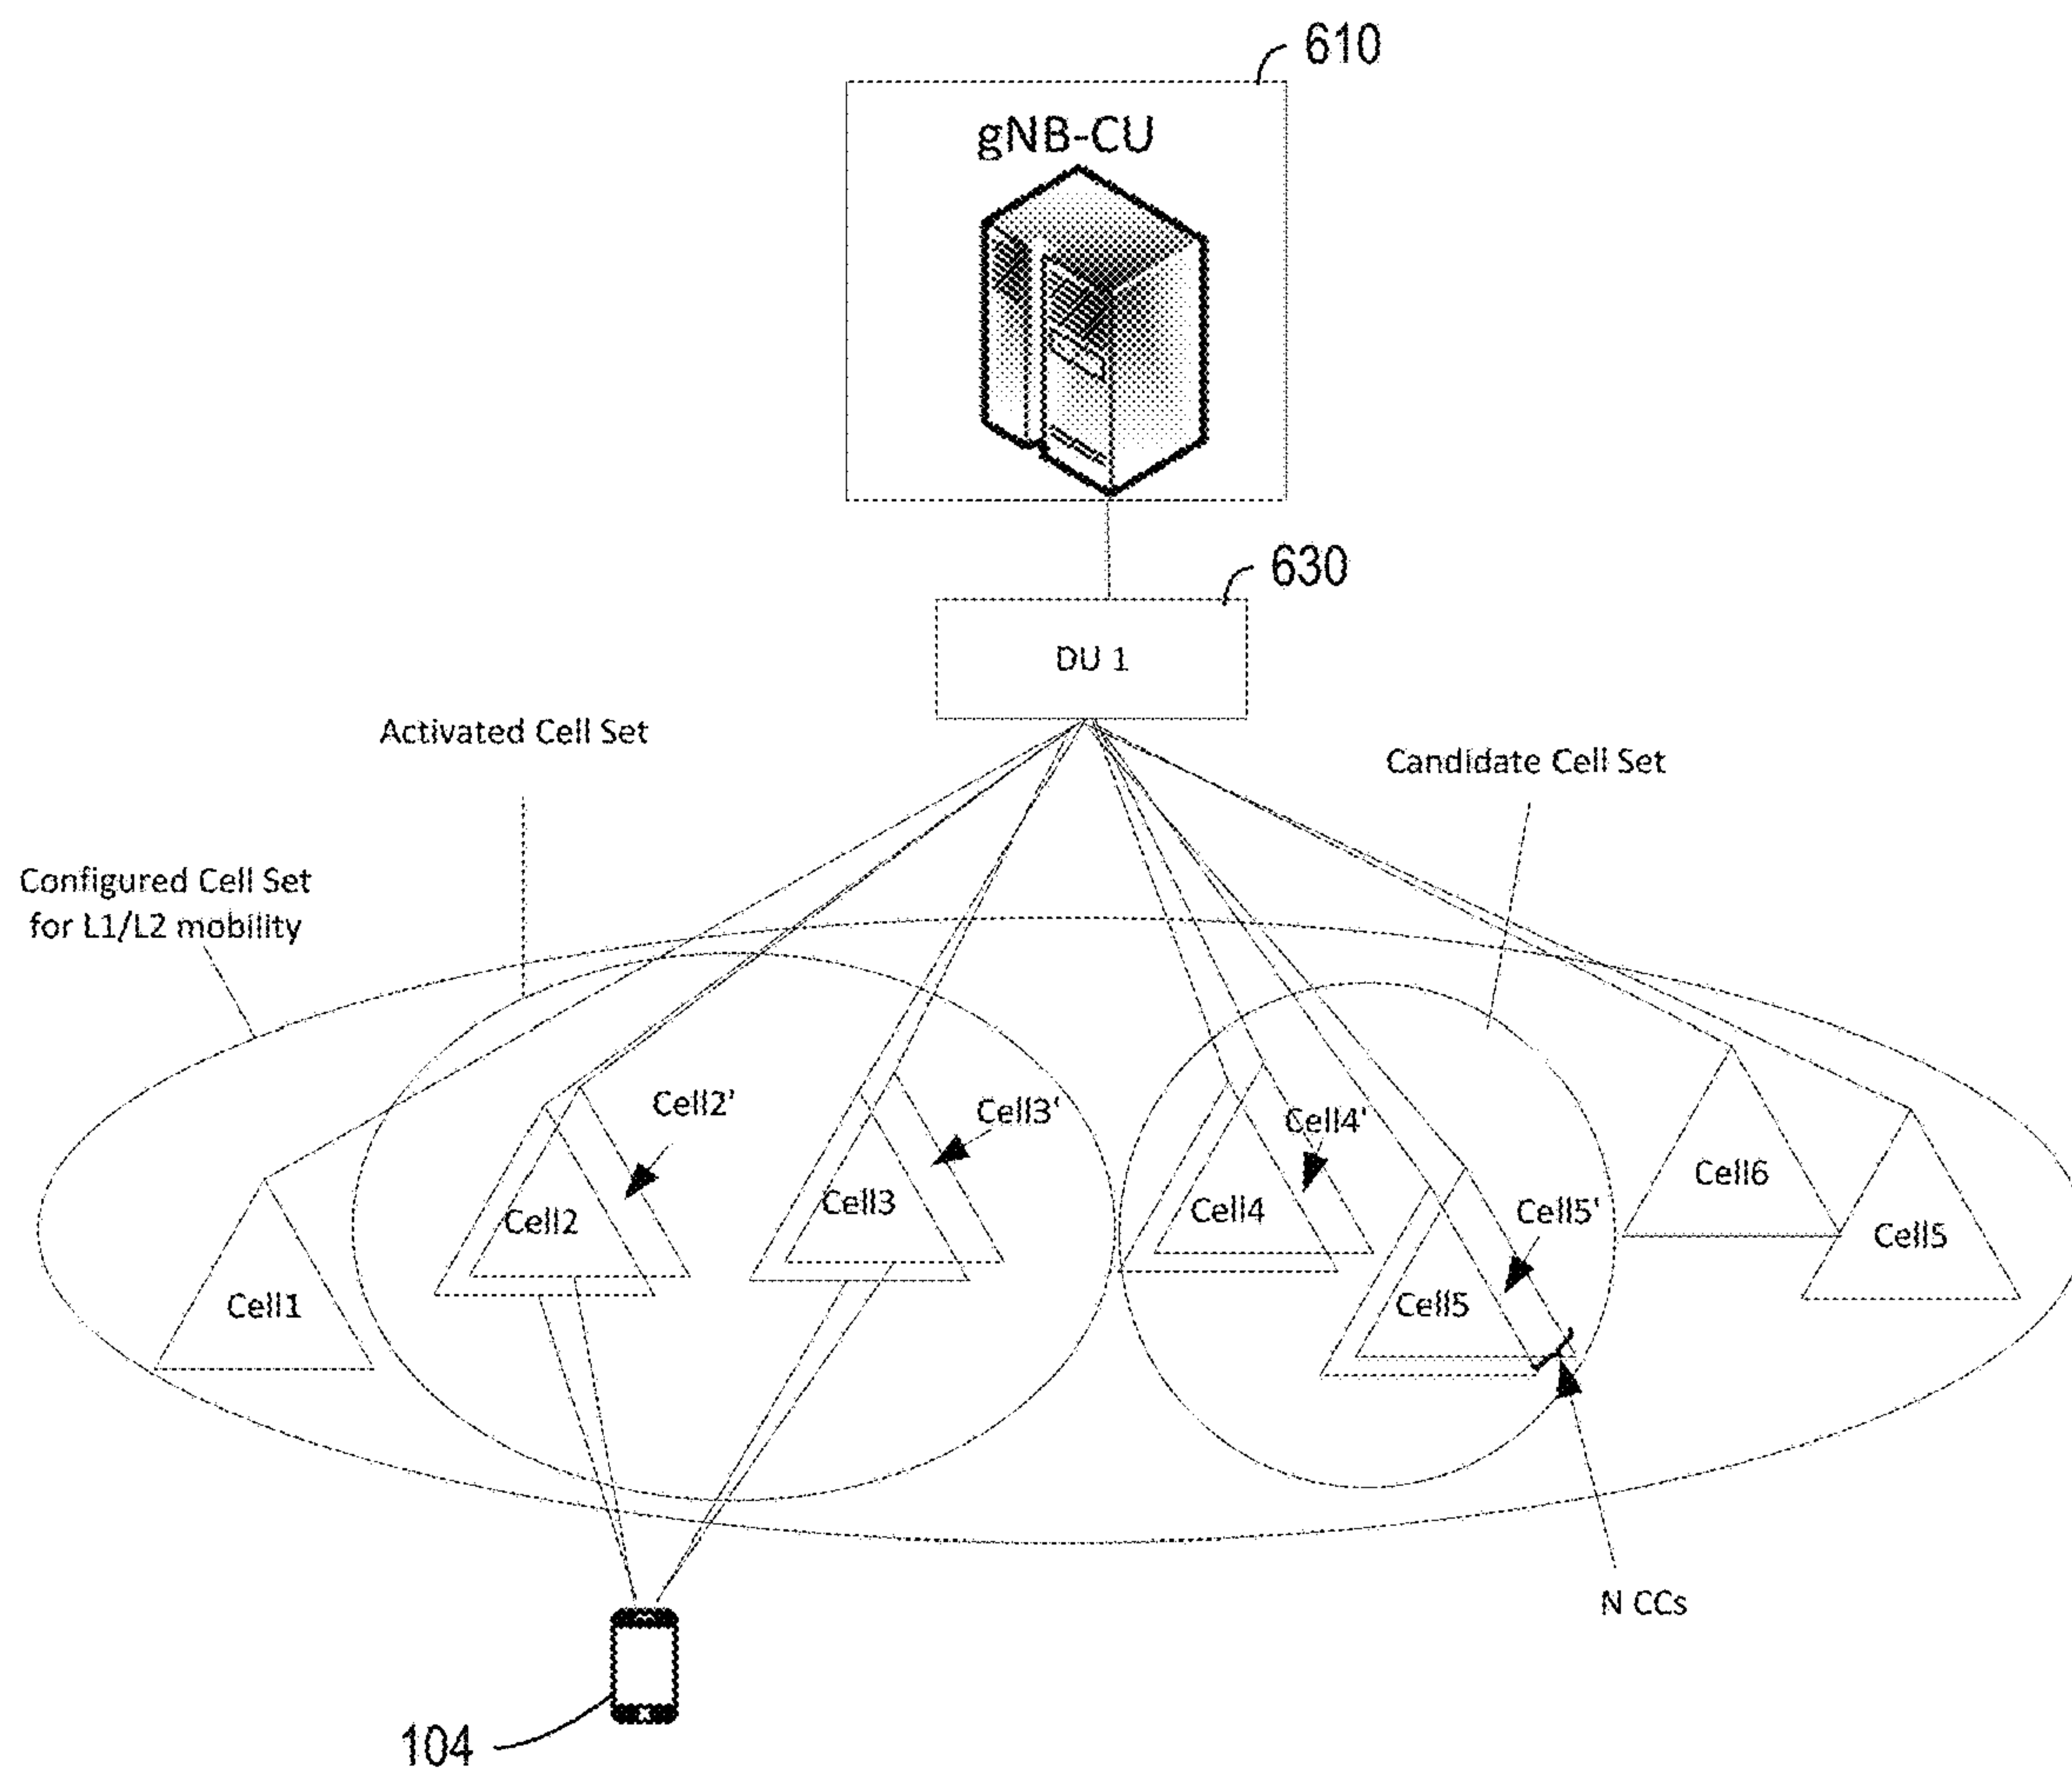 610
gNB-CU
630
DU 1
Activated Cell Set
Candidate Cell Set
Configured Cell Set
for L1/L2 mobility
Cell2'
Cell3'
Cell4'
Cell6
Cell2
Cell3
Cell4
Cell5'
Cell5
Cell1
Cell5
N CCs
104